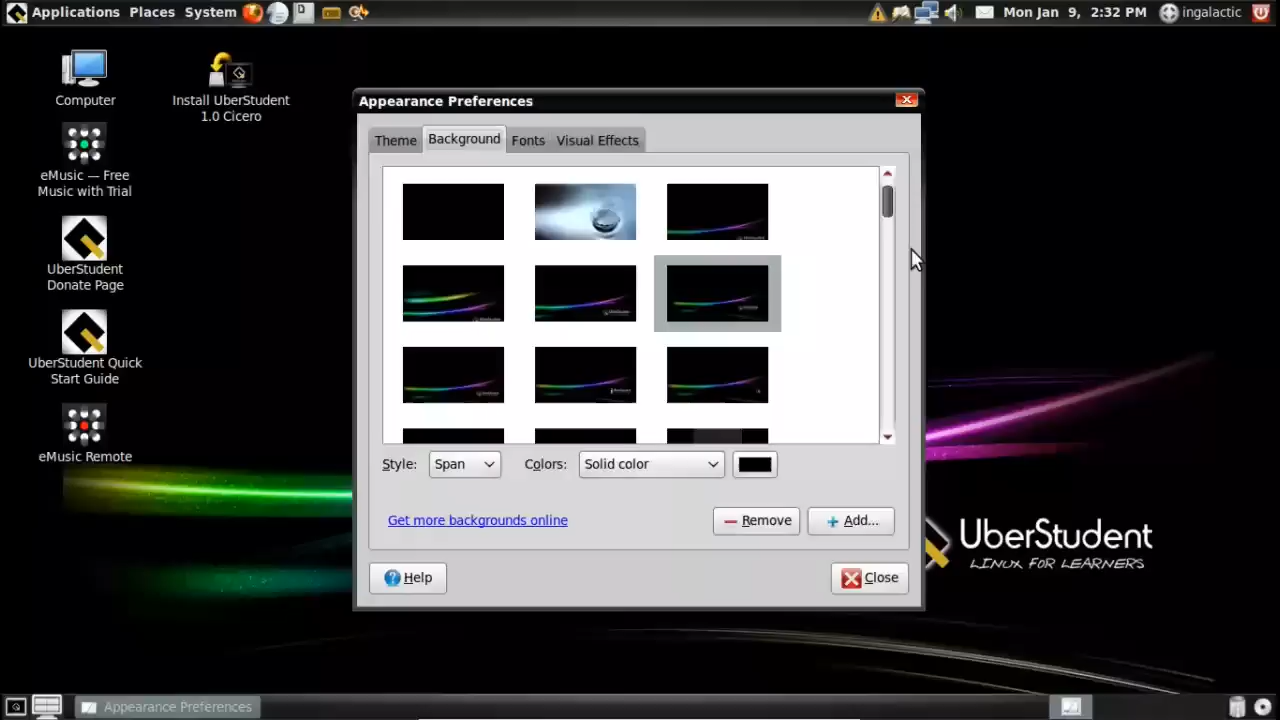 Applications Places System
Mon Jan 9, 2:32 PM ingalactic
Computer
Install UberStudent
1.0 Cicero
eMusic — Free
Music with Trial
UberStudent
Donate Page
UberStudent Quick
Start Guide
eMusic Remote
Appearance Preferences
Theme Background Fonts Visual Effects
Style: Span Colors: Solid color
Get more backgrounds online
Remove Add...
Help Close
UberStudent
LINUX FOR LEARNERS
Appearance Preferences